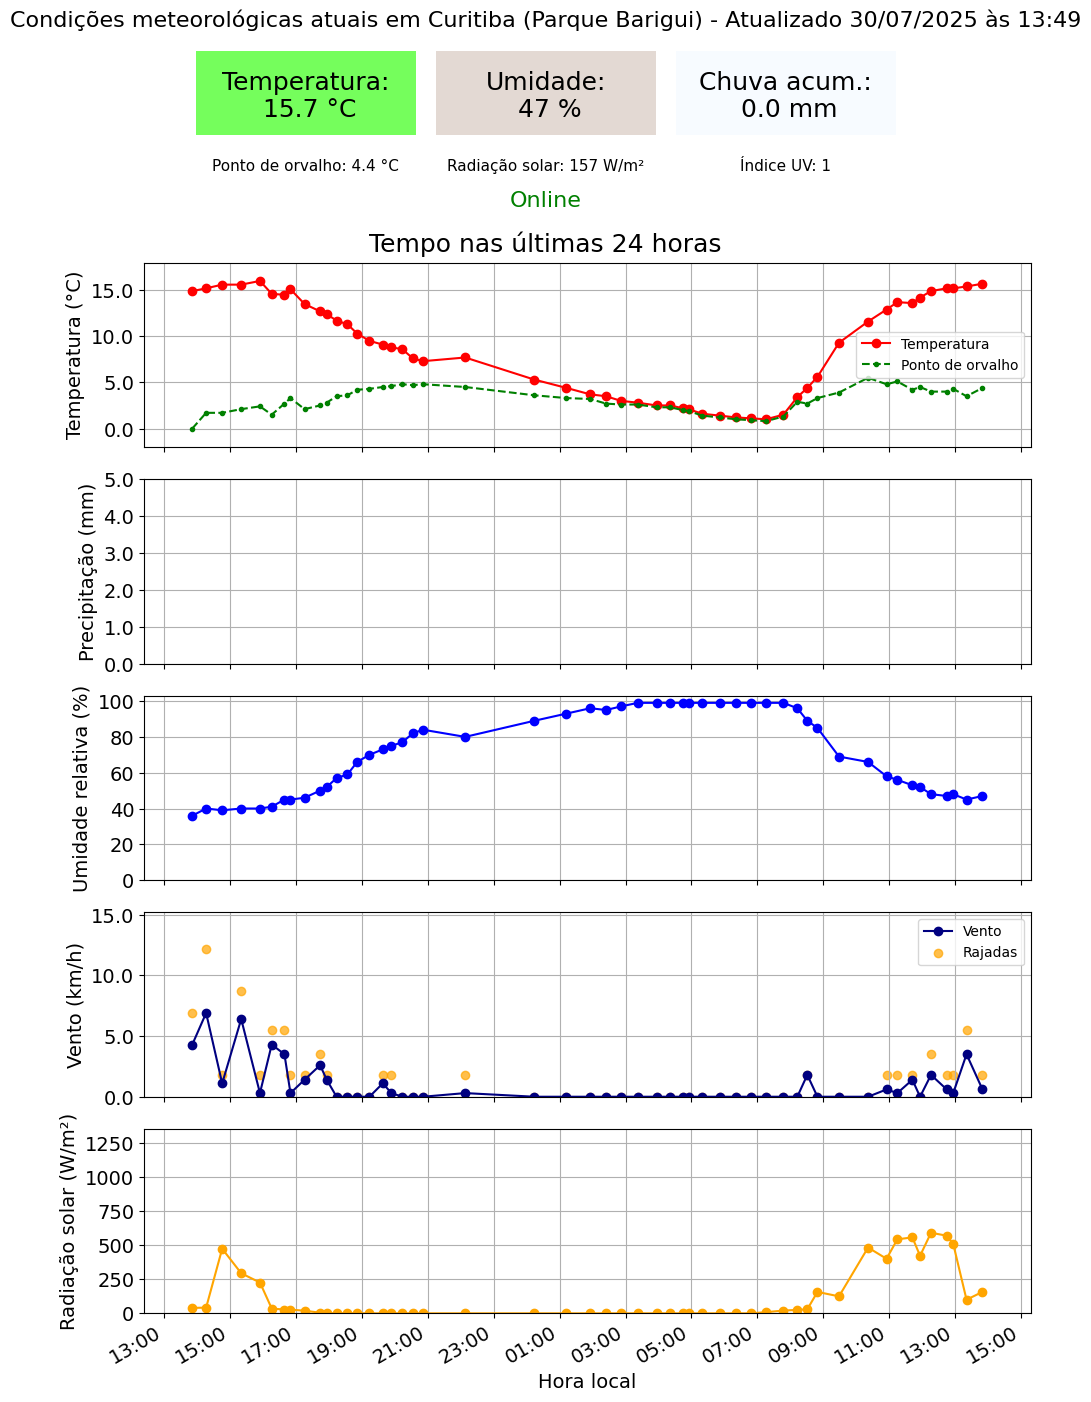 Condições meteorológicas atuais em Curitiba (Parque Barigui) - Atualizado 30/07/2025 às 13:49
Temperatura:
15.7 °C
Umidade:
47 %
Chuva acum.:
0.0 mm
Ponto de orvalho: 4.4 °C
Radiação solar: 157 W/m²
Índice UV: 1
Online
Tempo nas últimas 24 horas
Temperatura (°C)
15.0
10.0
5.0
0.0
Temperatura
Ponto de orvalho
Precipitação (mm)
5.0
4.0
3.0
2.0
1.0
0.0
Umidade relativa (%)
100
80
60
40
20
0
Vento (km/h)
15.0
10.0
5.0
0.0
Vento
Rajadas
Radiação solar (W/m²)
1250
1000
750
500
250
0
13:00
15:00
17:00
19:00
21:00
23:00
01:00
03:00
05:00
07:00
09:00
11:00
13:00
15:00
Hora local